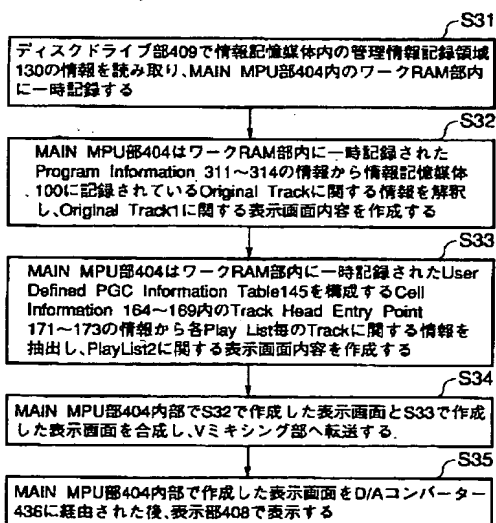 S31
ディスクドライブ部409で情報記憶媒体内の管理情報記録領域
130の情報を読み取り、MAIN MPU部404内のワークRAM部内
に一時記録する
S32
MAIN MPU部404はワークRAM部内に一時記録された
Program Information 311～314の情報から情報記憶媒体
100に記録されているOriginal Trackに関する情報を解釈
し、Original Track1に関する表示画面内容を作成する
S33
MAIN MPU部404はワークRAM部内に一時記録されたUser
Defined PGC Information Table145を構成するCell
Information 164～169内のTrack Head Entry Point
171～173の情報から各Play List毎のTrackに関する情報を
抽出し、PlayList2に関する表示画面内容を作成する
S34
MAIN MPU部404内部でS32で作成した表示画面とS33で作
成した表示画面を合成し、Vミキシング部へ転送する.
S35
MAIN MPU部404内部で作成した表示画面をD/Aコンバーター
436に経由された後、表示部408で表示する